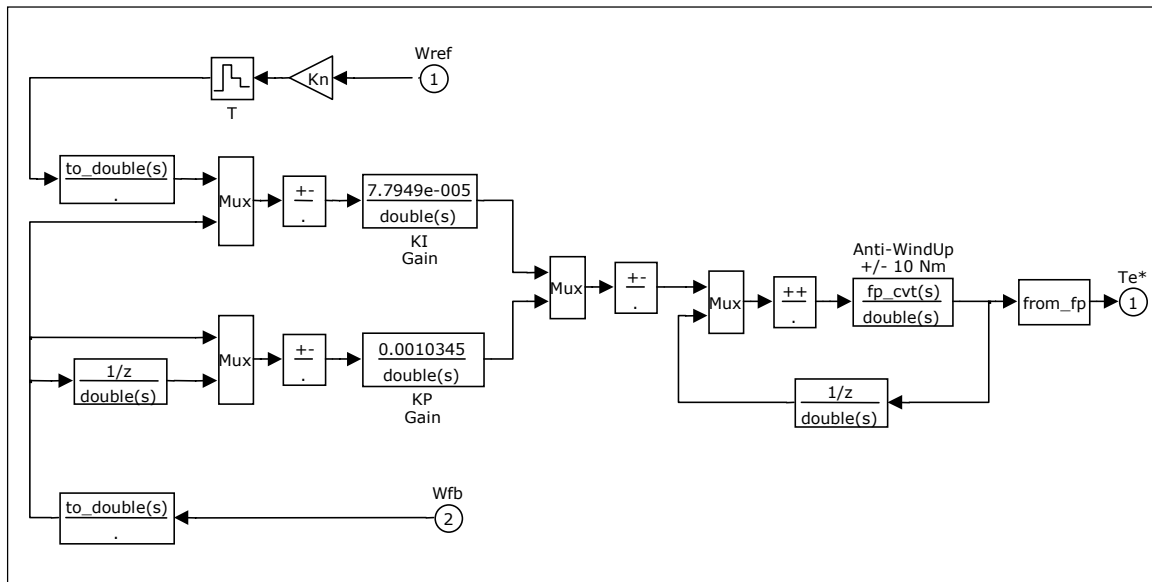 Wref
1
Kn
T
to_double(s)
.
Mux
+-
.
7.7949e-005
double(s)
KI
Gain
Mux
+-
.
Mux
++
.
Anti-WindUp
+/- 10 Nm
fp_cvt(s)
double(s)
from_fp
Te*
1
1/z
double(s)
Mux
+-
.
0.0010345
double(s)
KP
Gain
1/z
double(s)
to_double(s)
.
Wfb
2